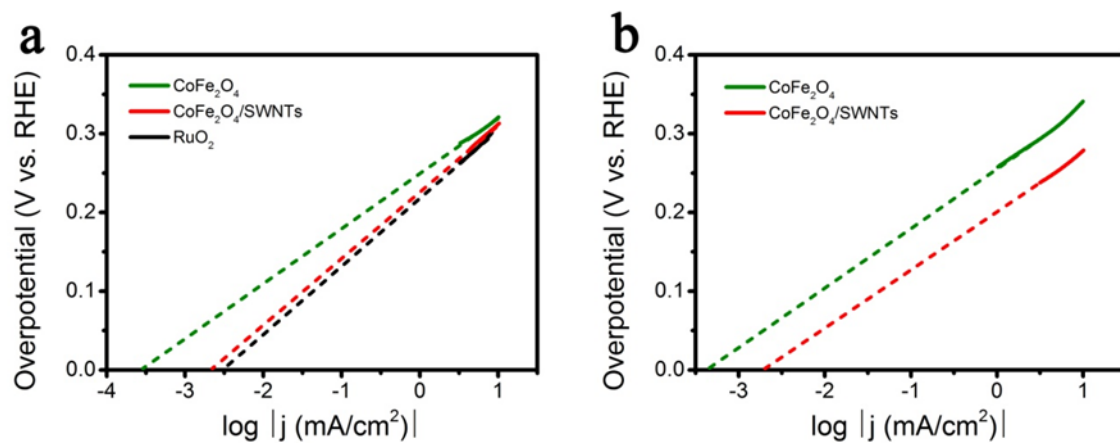 a
0.4
0.3
0.2
0.1
0.0
Overpotential (V vs. RHE)
CoFe₂O₄
CoFe₂O₄/SWNTs
RuO₂
-4 -3 -2 -1 0 1
log |j (mA/cm²)|
b
0.4
0.3
0.2
0.1
0.0
Overpotential (V vs. RHE)
CoFe₂O₄
CoFe₂O₄/SWNTs
-3 -2 -1 0 1
log |j (mA/cm²)|